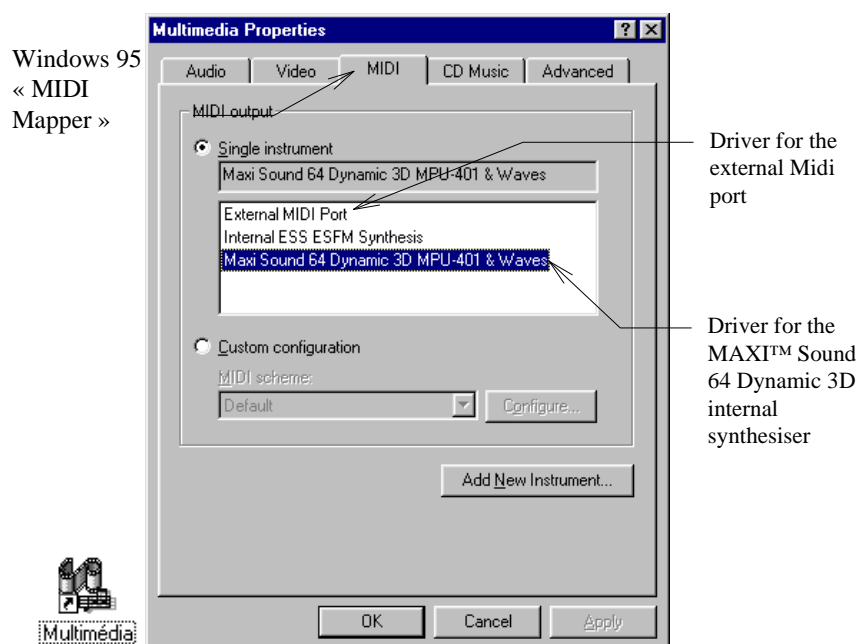 Windows 95
« MIDI
Mapper »
Multimedia Properties
Audio
Video
MIDI
CD Music
Advanced
MIDI output
Single instrument
Maxi Sound 64 Dynamic 3D MPU-401 & Waves
External MIDI Port
Internal ESS ESFM Synthesis
Maxi Sound 64 Dynamic 3D MPU-401 & Waves
Custom configuration
MIDI scheme:
Default
Configure...
Add New Instrument...
OK
Cancel
Apply
Driver for the
external Midi
port
Driver for the
MAXI™ Sound
64 Dynamic 3D
internal
synthesiser
Multimédia